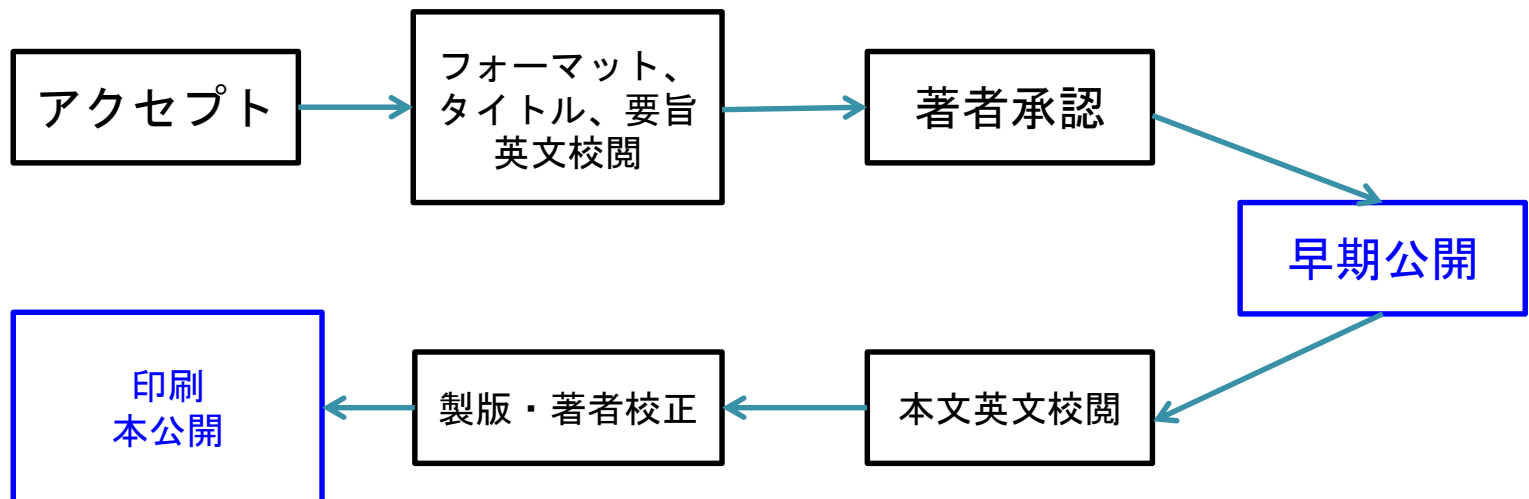 アクセプト
フォーマット、
タイトル、要旨
英文校閲
著者承認
早期公開
本文英文校閲
製版・著者校正
印刷
本公開